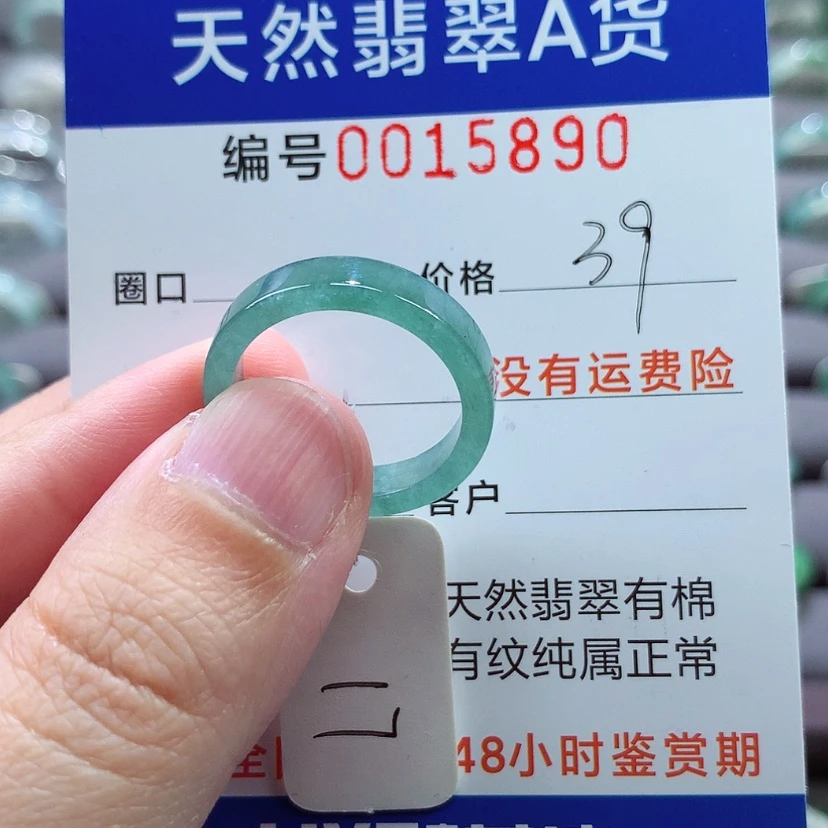 天然翡翠A货
编号0015890
圈口 价格 39
没有运费险
客户
天然翡翠有棉
有纹纯属正常
全 48小时鉴赏期